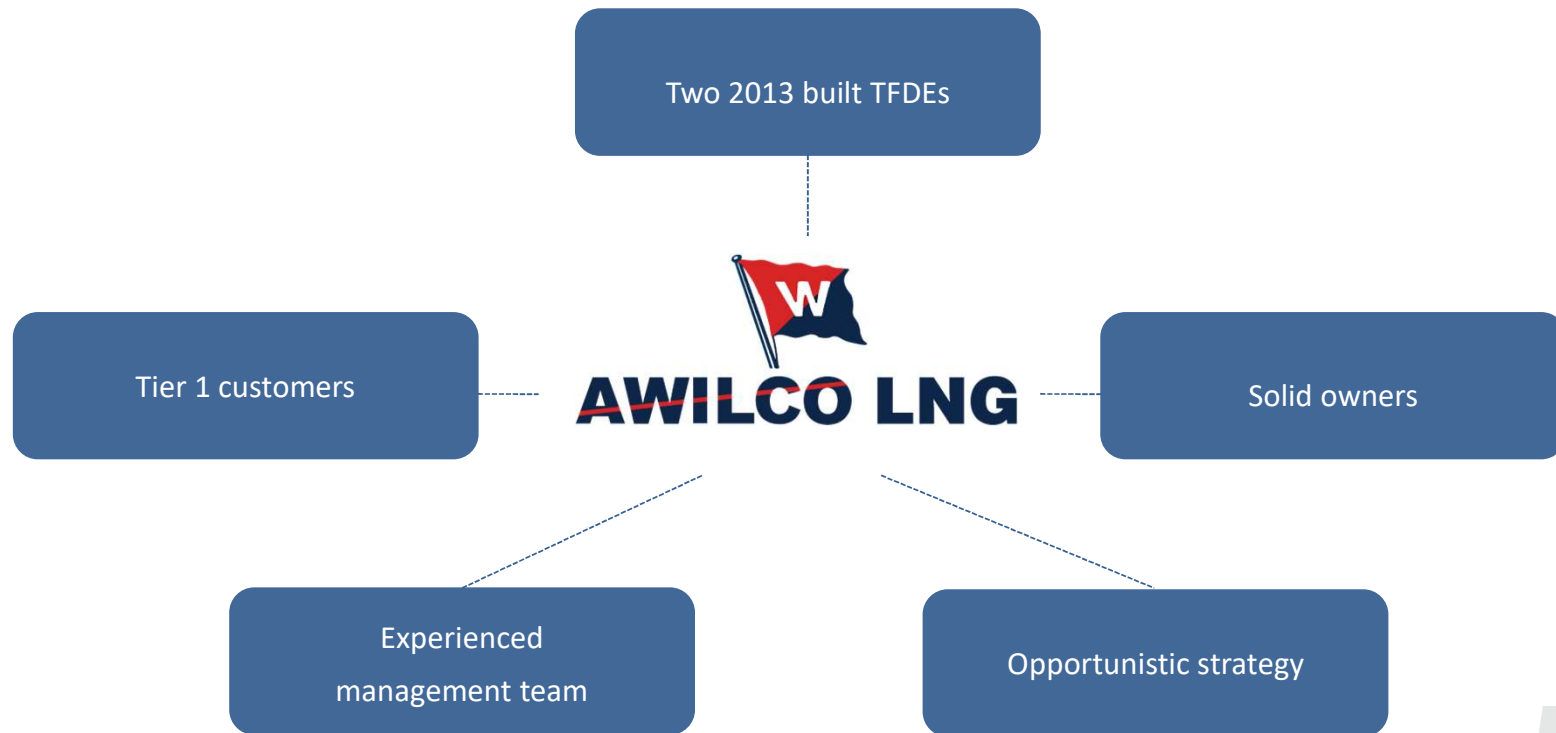 Two 2013 built TFDEs
W
AWILCO LNG
Tier 1 customers
Solid owners
Experienced
management team
Opportunistic strategy